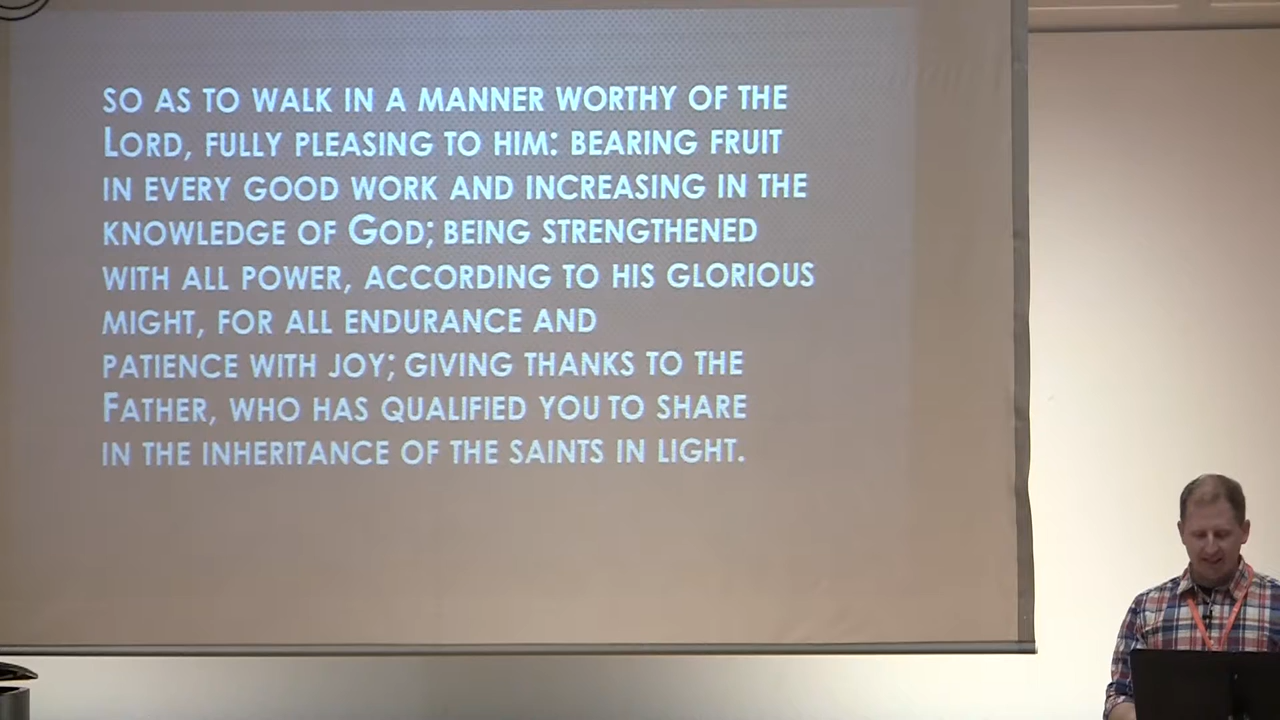 SO AS TO WALK IN A MANNER WORTHY OF THE
LORD, FULLY PLEASING TO HIM: BEARING FRUIT
IN EVERY GOOD WORK AND INCREASING IN THE
KNOWLEDGE OF GOD; BEING STRENGTHENED
WITH ALL POWER, ACCORDING TO HIS GLORIOUS
MIGHT, FOR ALL ENDURANCE AND
PATIENCE WITH JOY; GIVING THANKS TO THE
FATHER, WHO HAS QUALIFIED YOU TO SHARE
IN THE INHERITANCE OF THE SAINTS IN LIGHT.